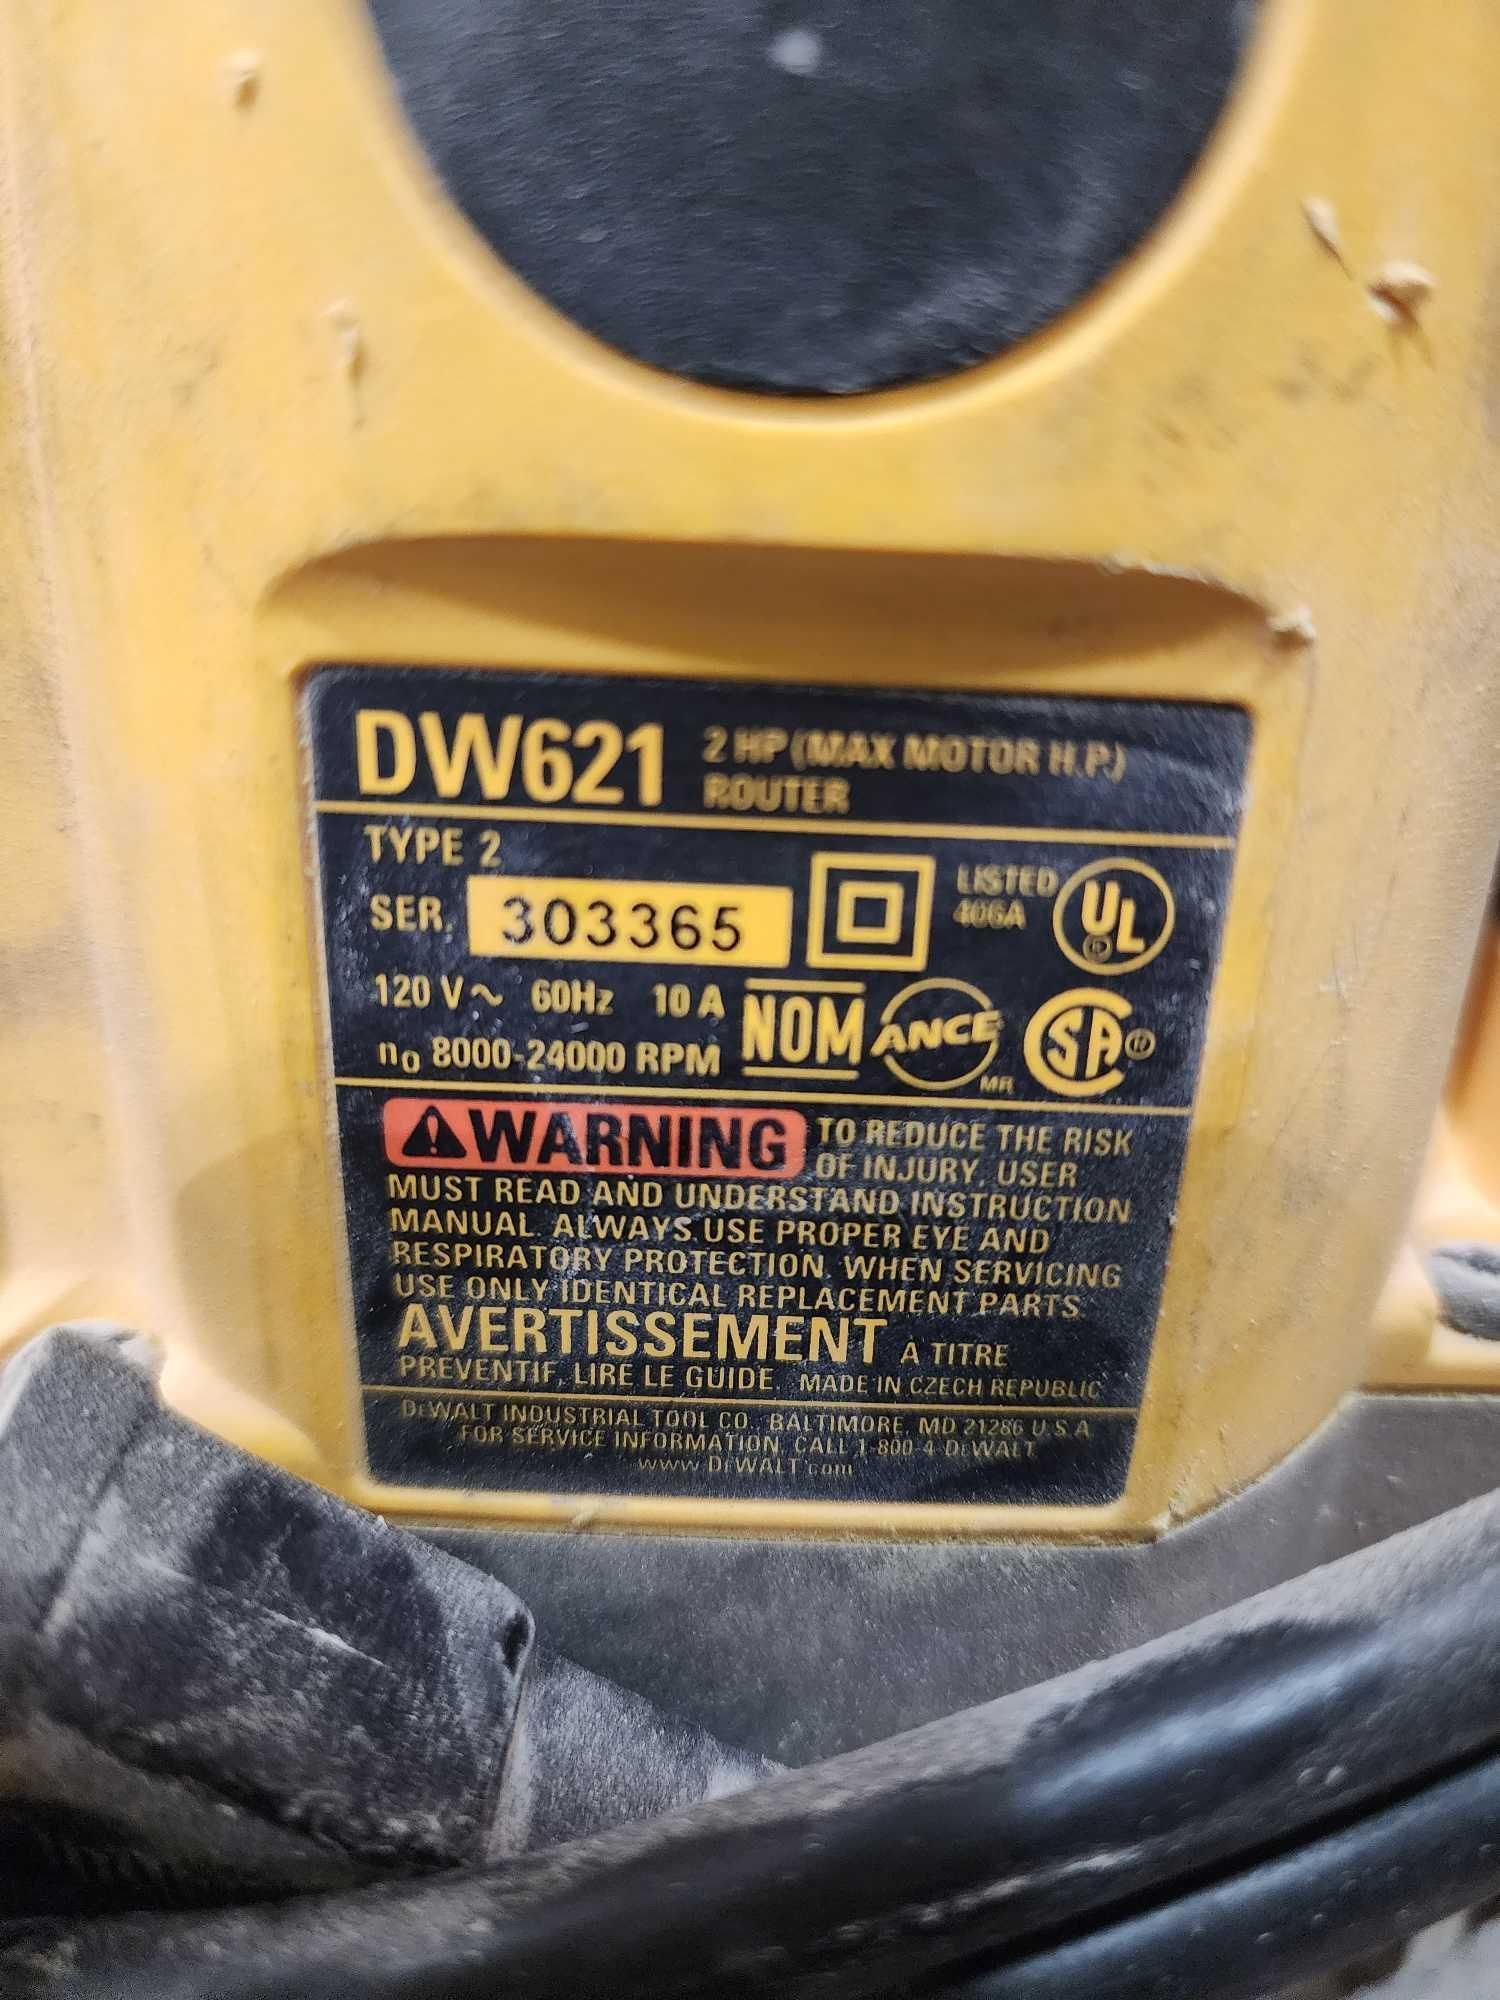 DW621 2 HP (MAX MOTOR H.P.)
ROUTER
TYPE 2
SER. 303365
LISTED
406A
UL
120 V~ 60Hz 10 A
n0 8000-24000 RPM
NOM ANCE MR SA
WARNING TO REDUCE THE RISK
OF INJURY, USER
MUST READ AND UNDERSTAND INSTRUCTION
MANUAL. ALWAYS USE PROPER EYE AND
RESPIRATORY PROTECTION. WHEN SERVICING
USE ONLY IDENTICAL REPLACEMENT PARTS.
AVERTISSEMENT A TITRE
PREVENTIF, LIRE LE GUIDE. MADE IN CZECH REPUBLIC
DEWALT INDUSTRIAL TOOL CO., BALTIMORE, MD 21286 U.S.A
FOR SERVICE INFORMATION, CALL 1-800-4-DEWALT
www.DEWALT.com